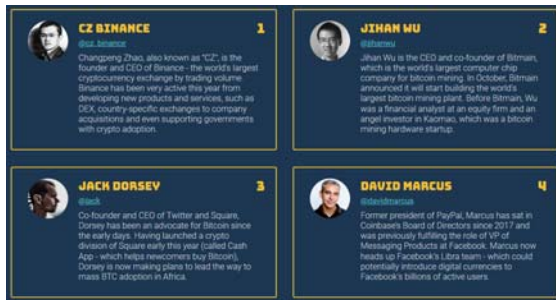 CZ BINANCE 1
@cz_binance
Changpeng Zhao, also known as "CZ", is the
founder and CEO of Binance - the world's largest
cryptocurrency exchange by trading volume.
Binance has been very active this year from
developing new products and services, such as
DEX, country-specific exchanges to company
acquisitions and even supporting governments
with crypto adoption.
JIHAN WU 2
@jihanwu
Jihan Wu is the CEO and co-founder of Bitmain,
which is the world's largest computer chip
company for bitcoin mining. In October, Bitmain
announced it will start building the world's
largest bitcoin mining plant. Before Bitmain, Wu
was a financial analyst at an equity firm and an
angel investor in Kaomao, which was a bitcoin
mining hardware startup.
JACK DORSEY 3
@jack
Co-founder and CEO of Twitter and Square,
Dorsey has been an advocate for Bitcoin since
the early days. Having launched a crypto
division of Square early this year (called Cash
App - which helps newcomers buy Bitcoin),
Dorsey is now making plans to lead the way to
mass BTC adoption in Africa.
DAVID MARCUS 4
@davidmarcus
Former president of PayPal, Marcus has sat in
Coinbase's Board of Directors since 2017 and
was previously fulfilling the role of VP of
Messaging Products at Facebook. Marcus now
heads up Facebook's Libra team - which could
potentially introduce digital currencies to
Facebook's billions of active users.